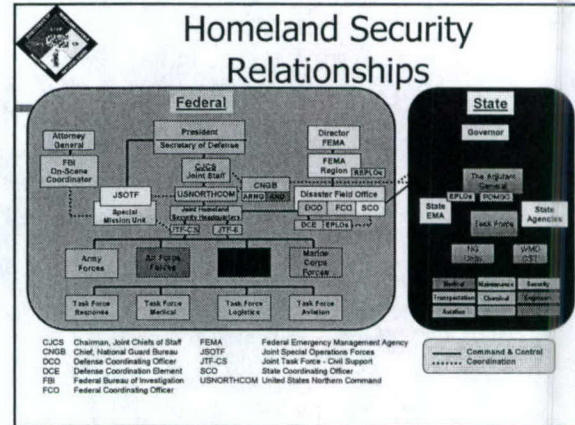 Homeland Security
Relationships
Federal
Attorney
General
FBI
On-Scene
Coordinator
JSOTF
Special
Mission Unit
President
Secretary of Defense
CJCS
Joint Staff
USNORTHCOM
Joint Homeland
Security Headquarters
JTF-CS
JTF-6
CNGB
ARNG
Director
FEMA
FEMA
Region
REPLOs
Disaster Field Office
DCO
FCO
SCO
DCE
EPLOs
Army
Forces
Air Force
Forces
Marine
Corps
Forces
Task Force
Response
Task Force
Medical
Task Force
Logistics
Task Force
Aviation
State
Governor
The Adjutant
General
EPLOs
State
EMA
Task Force
State
Agencies
NG
Units
WMD
CST
Medical
Maintenance
Security
Transportation
Chemical
Engineer
Aviation
CJCS Chairman, Joint Chiefs of Staff
CNGB Chief, National Guard Bureau
DCO Defense Coordinating Officer
DCE Defense Coordination Element
FBI Federal Bureau of Investigation
FCO Federal Coordinating Officer
FEMA Federal Emergency Management Agency
JSOTF Joint Special Operations Forces
JTF-CS Joint Task Force - Civil Support
SCO State Coordinating Officer
USNORTHCOM United States Northern Command
Command & Control
Coordination